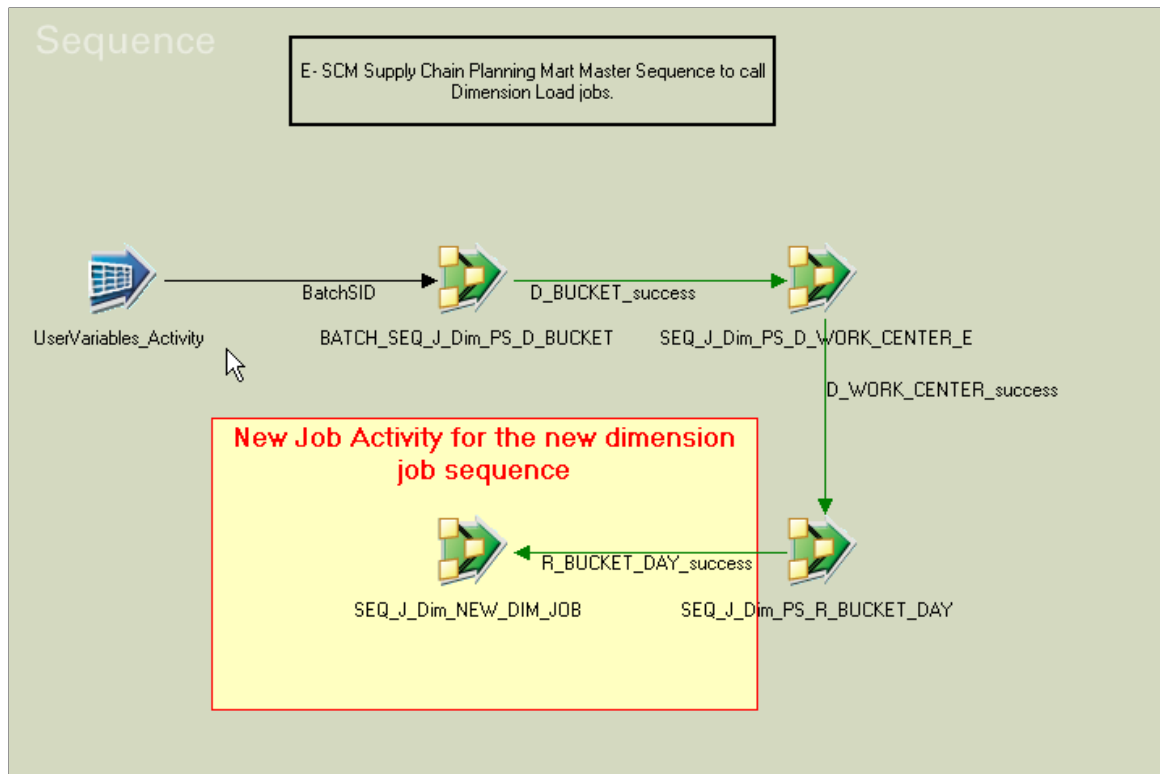 Sequence
E- SCM Supply Chain Planning Mart Master Sequence to call
Dimension Load jobs.
BatchSID
D_BUCKET_success
UserVariables_Activity
BATCH_SEQ_J_Dim_PS_D_BUCKET
SEQ_J_Dim_PS_D_WORK_CENTER_E
D_WORK_CENTER_success
New Job Activity for the new dimension
job sequence
R_BUCKET_DAY_success
SEQ_J_Dim_NEW_DIM_JOB
SEQ_J_Dim_PS_R_BUCKET_DAY